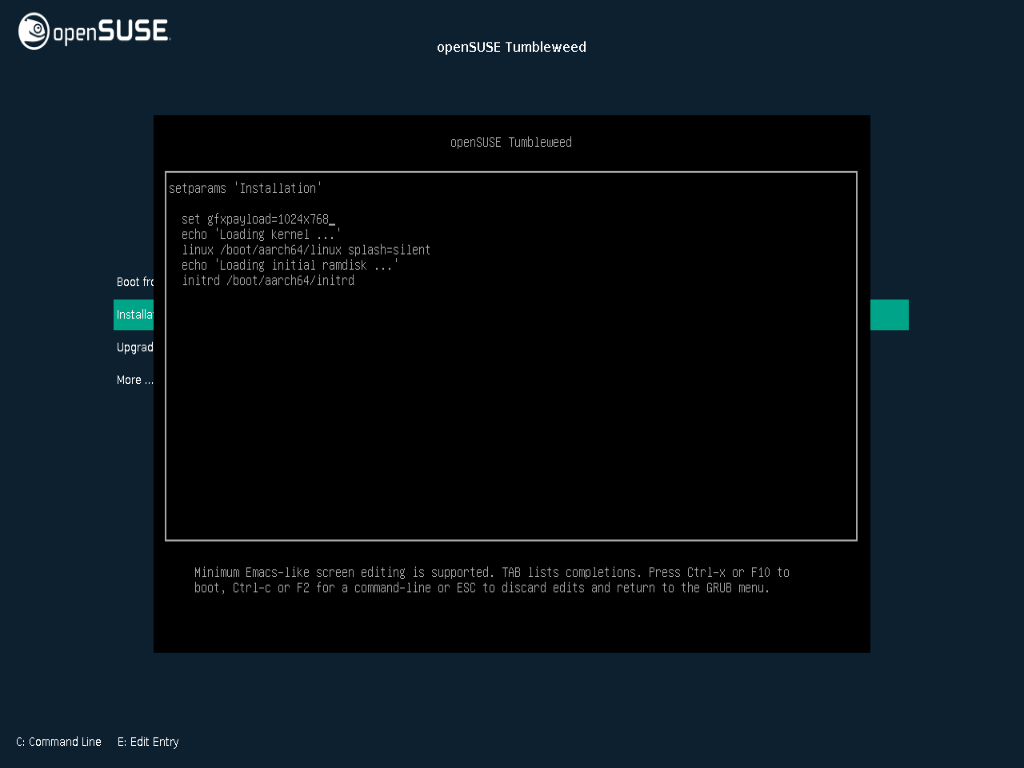 openSUSE
openSUSE Tumbleweed
openSUSE Tumbleweed
setparams 'Installation'
set gfxpayload=1024x768_
echo 'Loading kernel ...'
linux /boot/aarch64/linux splash=silent
echo 'Loading initial ramdisk ...'
initrd /boot/aarch64/initrd
Boot fro
Installa
Upgrad
More ...
Minimum Emacs-like screen editing is supported. TAB lists completions. Press Ctrl-x or F10 to
boot, Ctrl-c or F2 for a command-line or ESC to discard edits and return to the GRUB menu.
C: Command Line E: Edit Entry